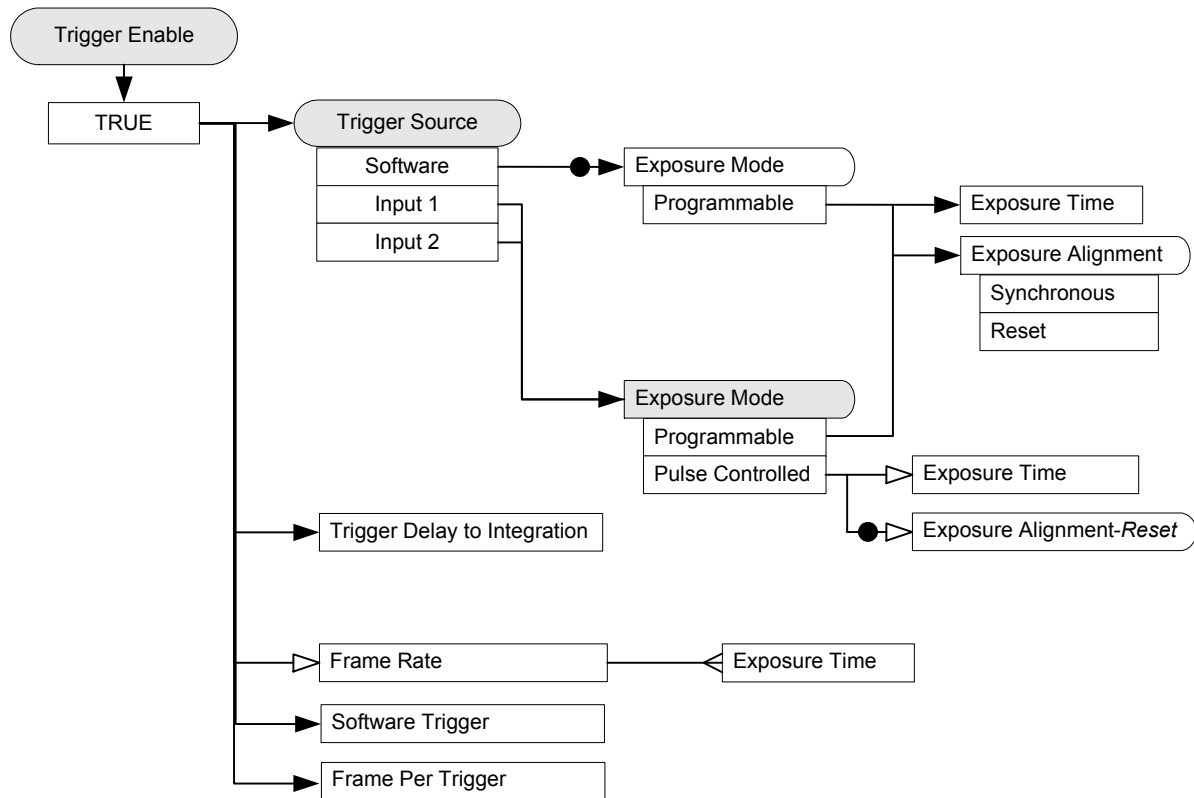 Trigger Enable
TRUE
Trigger Source
Software
Input 1
Input 2
Exposure Mode
Programmable
Exposure Time
Exposure Alignment
Synchronous
Reset
Exposure Mode
Programmable
Pulse Controlled
Exposure Time
Exposure Alignment-Reset
Trigger Delay to Integration
Frame Rate
Exposure Time
Software Trigger
Frame Per Trigger